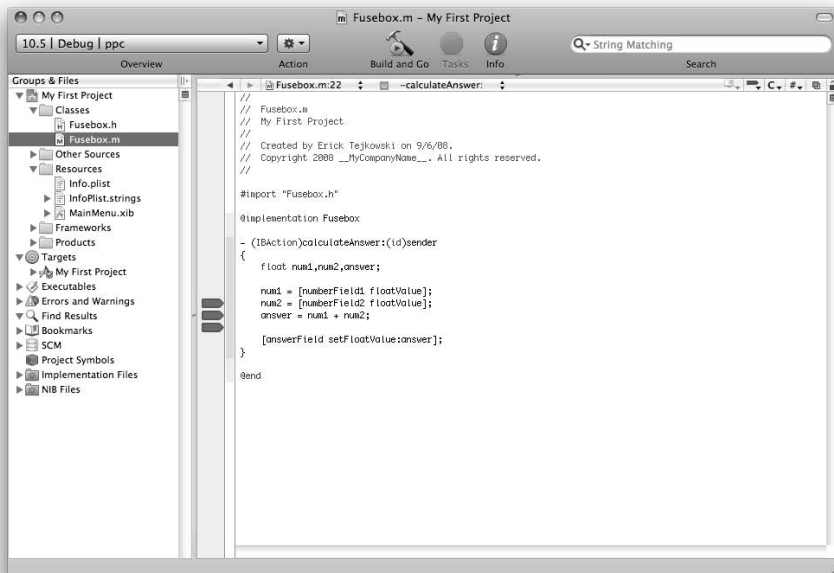 Fusebox.m - My First Project
10.5 | Debug | ppc
String Matching
Overview
Action
Build and Go
Tasks
Info
Search
Groups & Files
My First Project
Classes
Fusebox.h
Fusebox.m
Other Sources
Resources
Info.plist
InfoPlist.strings
MainMenu.xib
Frameworks
Products
Targets
My First Project
Executables
Errors and Warnings
Find Results
Bookmarks
SCM
Project Symbols
Implementation Files
NIB Files
Fusebox.m:22
-calculateAnswer:
C, #,
//
// Fusebox.m
// My First Project
//
// Created by Erick Tejkowski on 9/6/08.
// Copyright 2008 __MyCompanyName__. All rights reserved.
//
#import "Fusebox.h"
@implementation Fusebox
- (IBAction)calculateAnswer:(id)sender
{
float num1,num2,answer;
num1 = [numberField1 floatValue];
num2 = [numberField2 floatValue];
answer = num1 + num2;
[answerField setFloatValue:answer];
}
@end